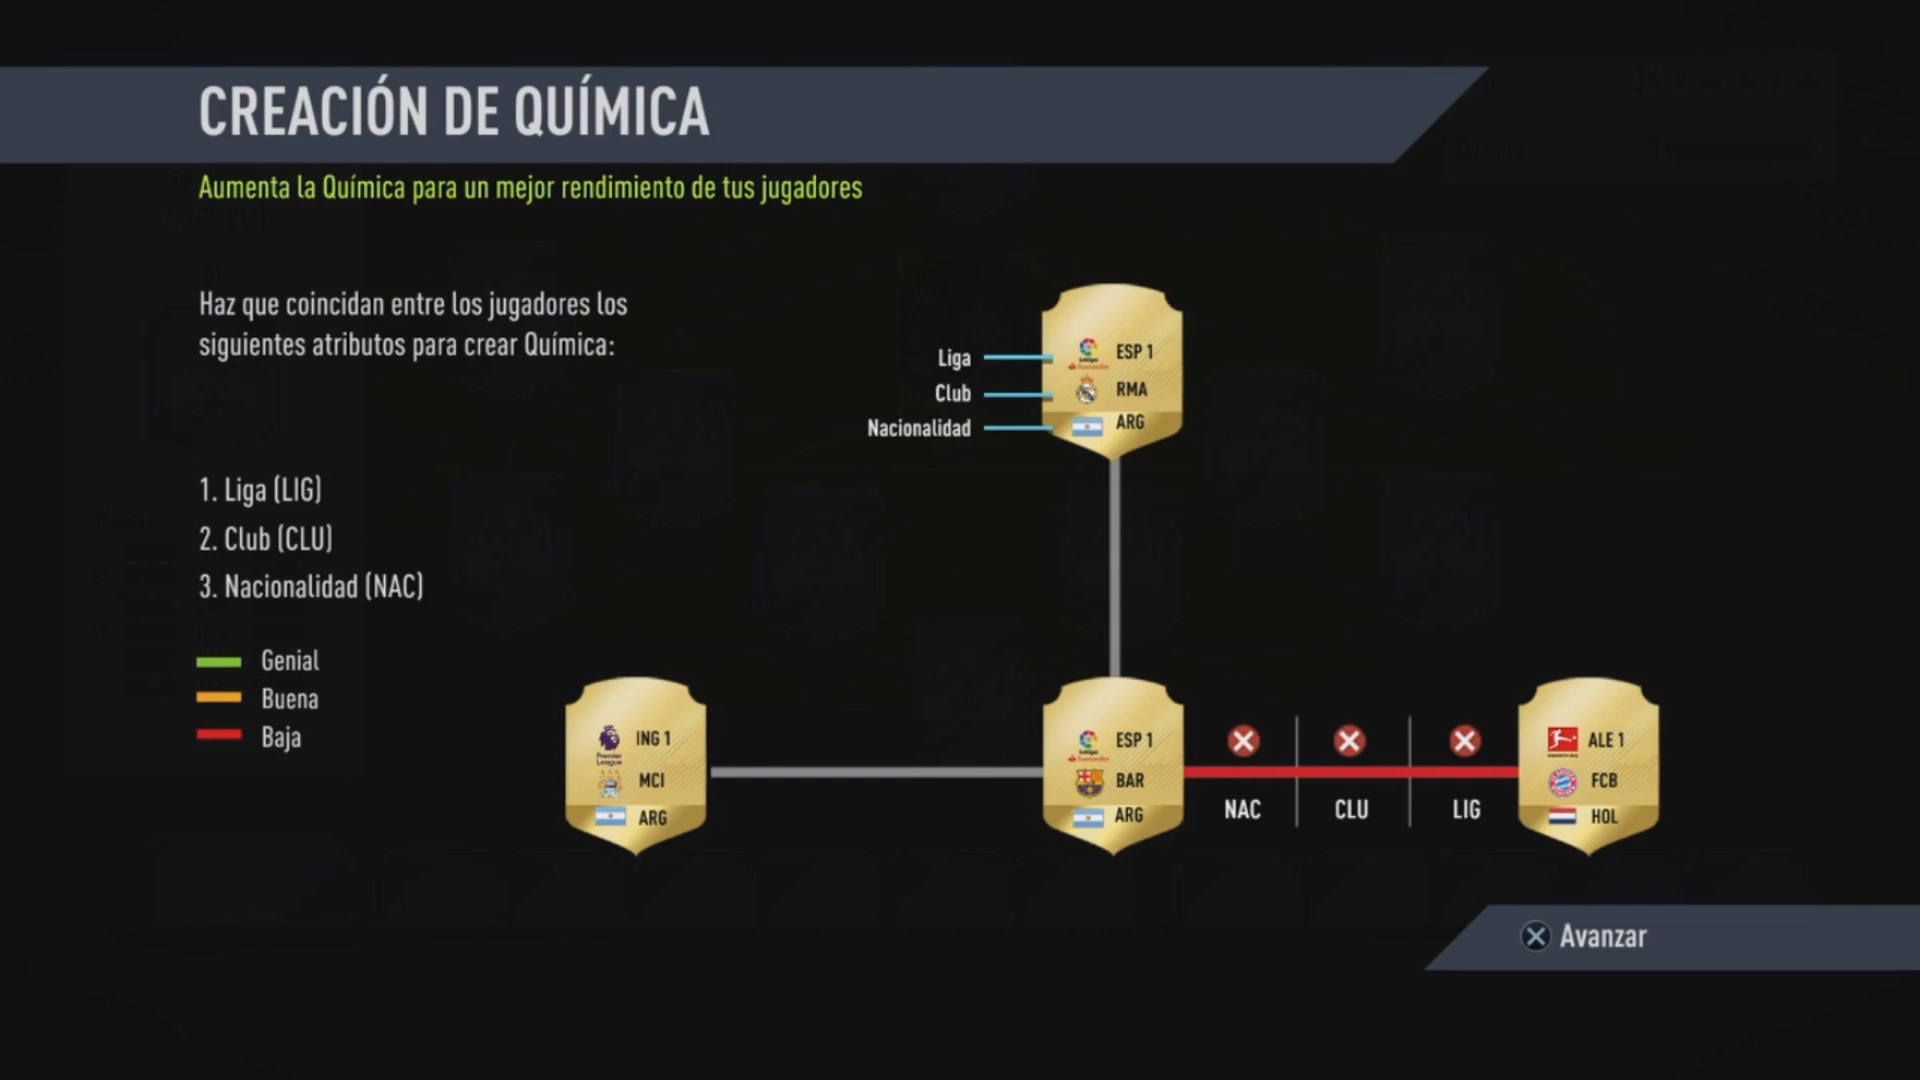 CREACIÓN DE QUÍMICA
Aumenta la Química para un mejor rendimiento de tus jugadores
Haz que coincidan entre los jugadores los
siguientes atributos para crear Química:
1. Liga (LIG)
2. Club (CLU)
3. Nacionalidad (NAC)
Genial
Buena
Baja
Liga
Club
Nacionalidad
ESP 1
RMA
ARG
ING 1
MCI
ARG
ESP 1
BAR
ARG
NAC
CLU
LIG
ALE 1
FCB
HOL
Avanzar